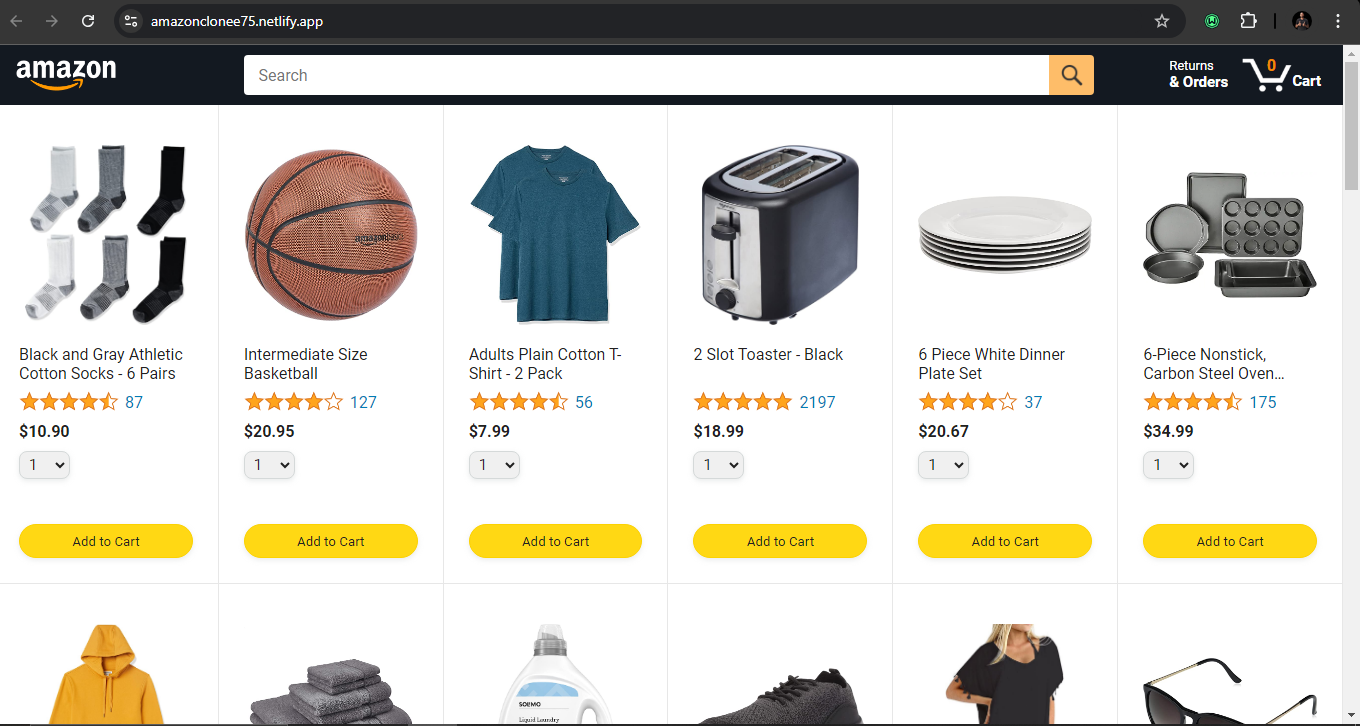 amazonclonee75.netlify.app
amazon
Search
Returns
& Orders
0
Cart
amazon
Black and Gray Athletic
Cotton Socks - 6 Pairs
87
$10.90
1
Add to Cart
Intermediate Size
Basketball
127
$20.95
1
Add to Cart
Adults Plain Cotton T-
Shirt - 2 Pack
56
$7.99
1
Add to Cart
2 Slot Toaster - Black
2197
$18.99
1
Add to Cart
6 Piece White Dinner
Plate Set
37
$20.67
1
Add to Cart
6-Piece Nonstick,
Carbon Steel Oven...
175
$34.99
1
Add to Cart
SOEMO
Liquid Laundry